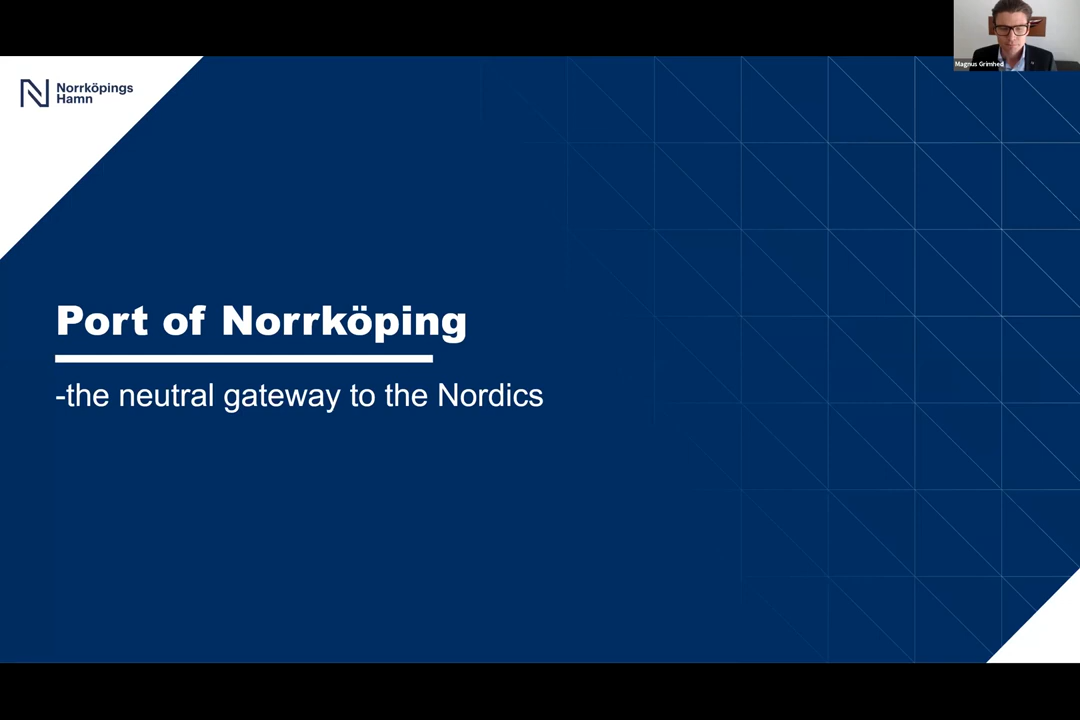 Magnus Grimhed
Norrköpings
Hamn
Port of Norrköping
-the neutral gateway to the Nordics